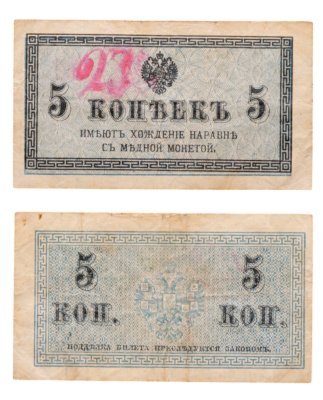 23
5 КОПѢЕКЪ 5
ИМѢЮТЪ ХОЖДЕНІЕ НАРАВНѢ
СЪ МѢДНОЙ МОНЕТОЙ.
5 5
КОП. КОП.
ПОДДѢЛКА БИЛЕТА ПРЕСЛѢДУЕТСЯ ЗАКОНОМЪ.